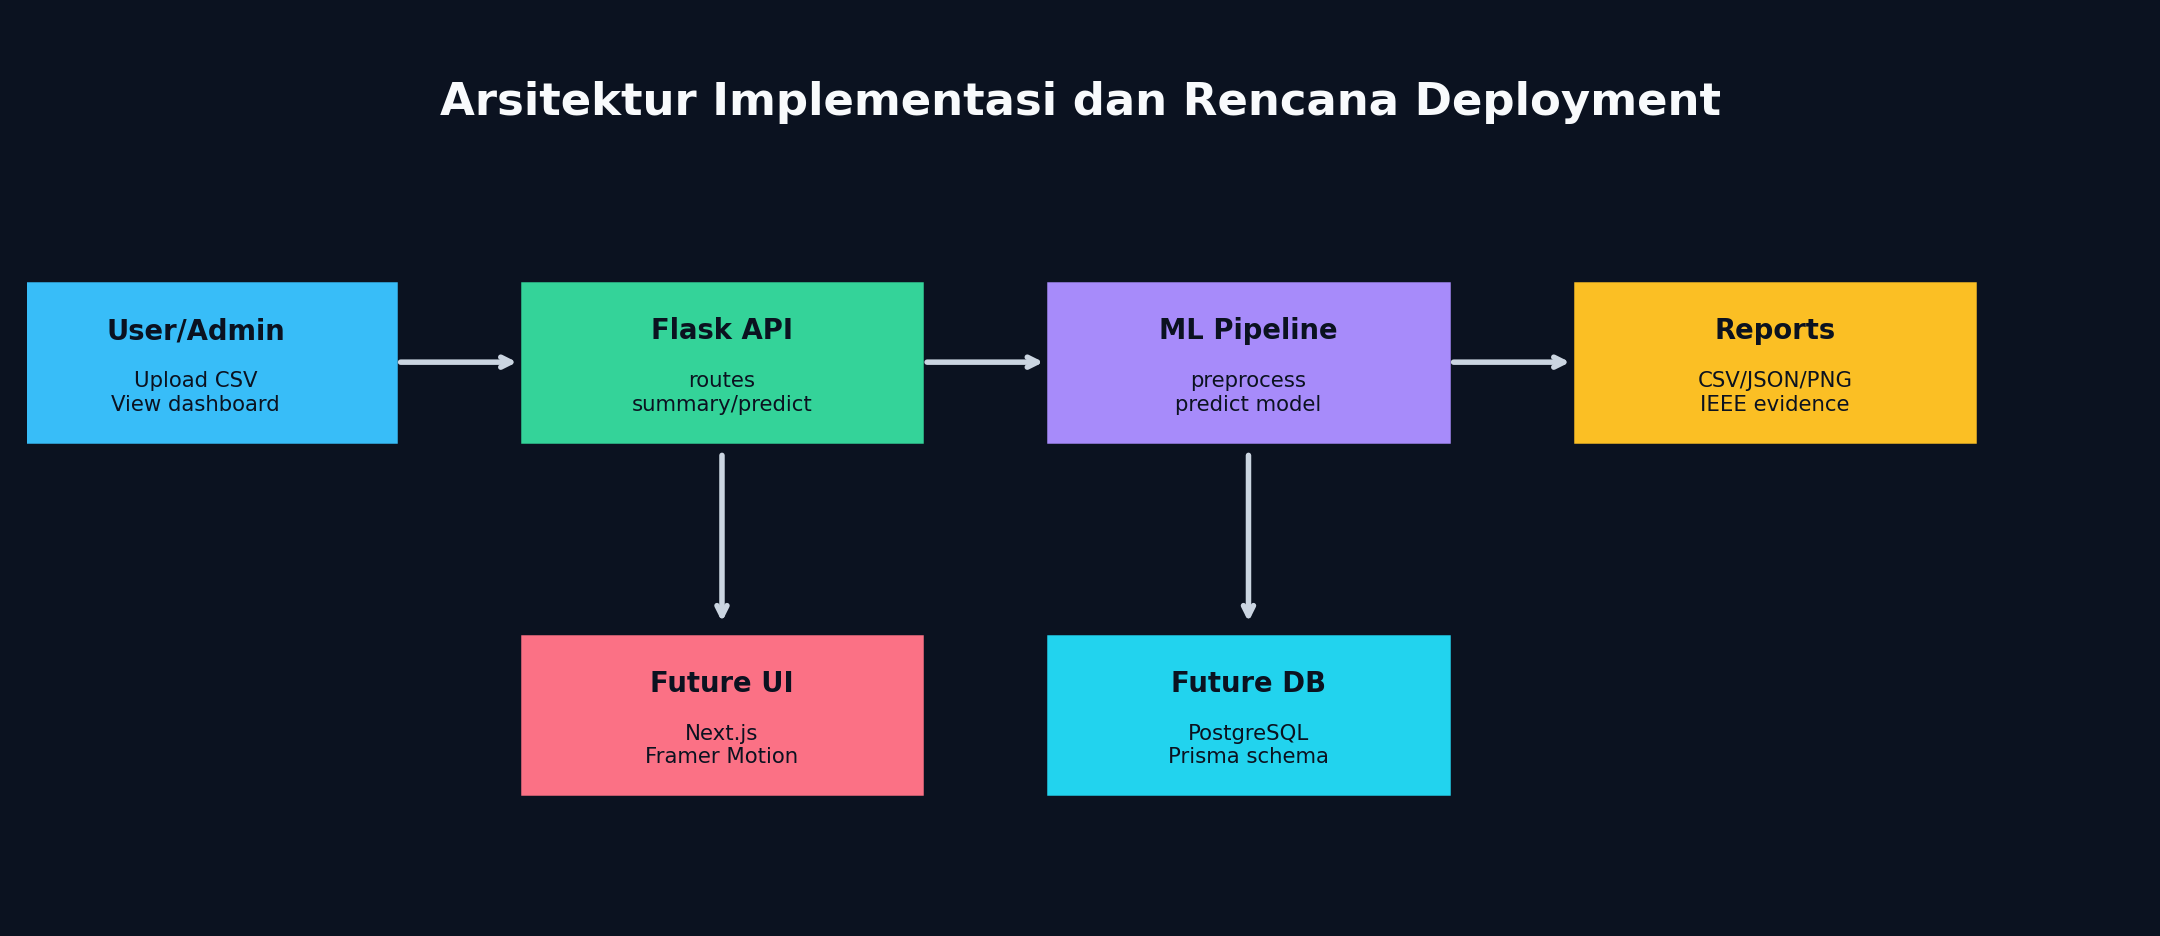 Arsitektur Implementasi dan Rencana Deployment
User/Admin
Upload CSV
View dashboard
Flask API
routes
summary/predict
ML Pipeline
preprocess
predict model
Reports
CSV/JSON/PNG
IEEE evidence
Future UI
Next.js
Framer Motion
Future DB
PostgreSQL
Prisma schema